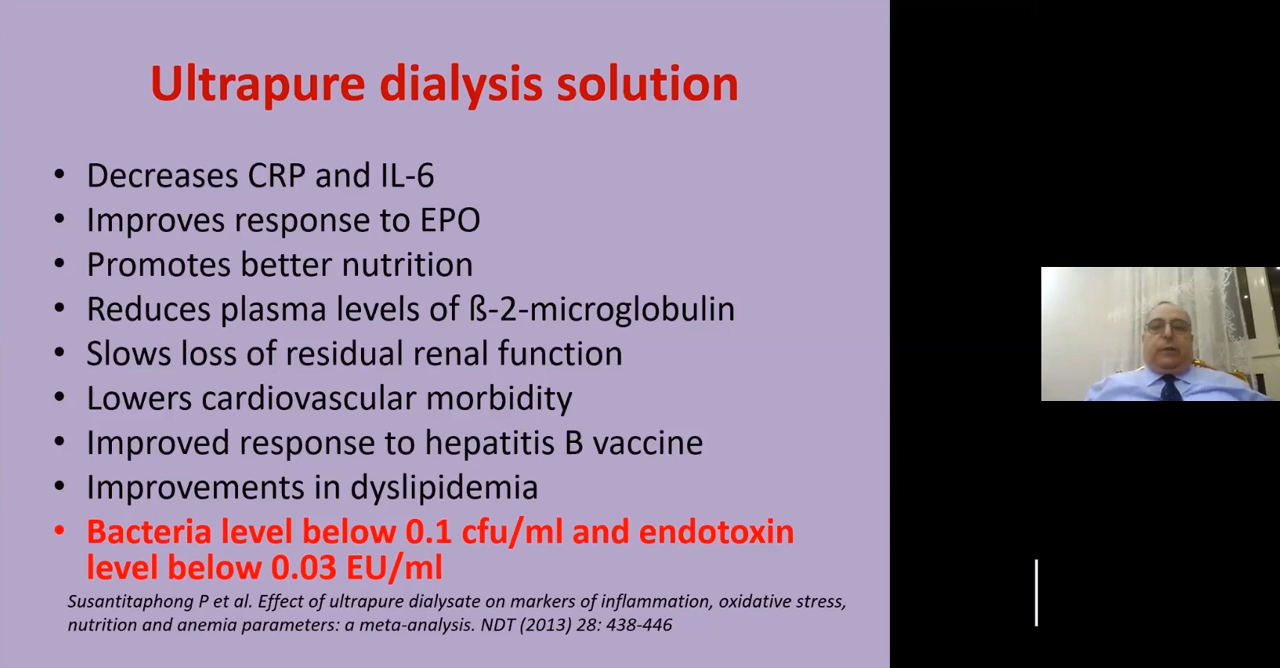 Ultrapure dialysis solution
• Decreases CRP and IL-6
• Improves response to EPO
• Promotes better nutrition
• Reduces plasma levels of ß-2-microglobulin
• Slows loss of residual renal function
• Lowers cardiovascular morbidity
• Improved response to hepatitis B vaccine
• Improvements in dyslipidemia
• Bacteria level below 0.1 cfu/ml and endotoxin
level below 0.03 EU/ml
Susantitaphong P et al. Effect of ultrapure dialysate on markers of inflammation, oxidative stress,
nutrition and anemia parameters: a meta-analysis. NDT (2013) 28: 438-446